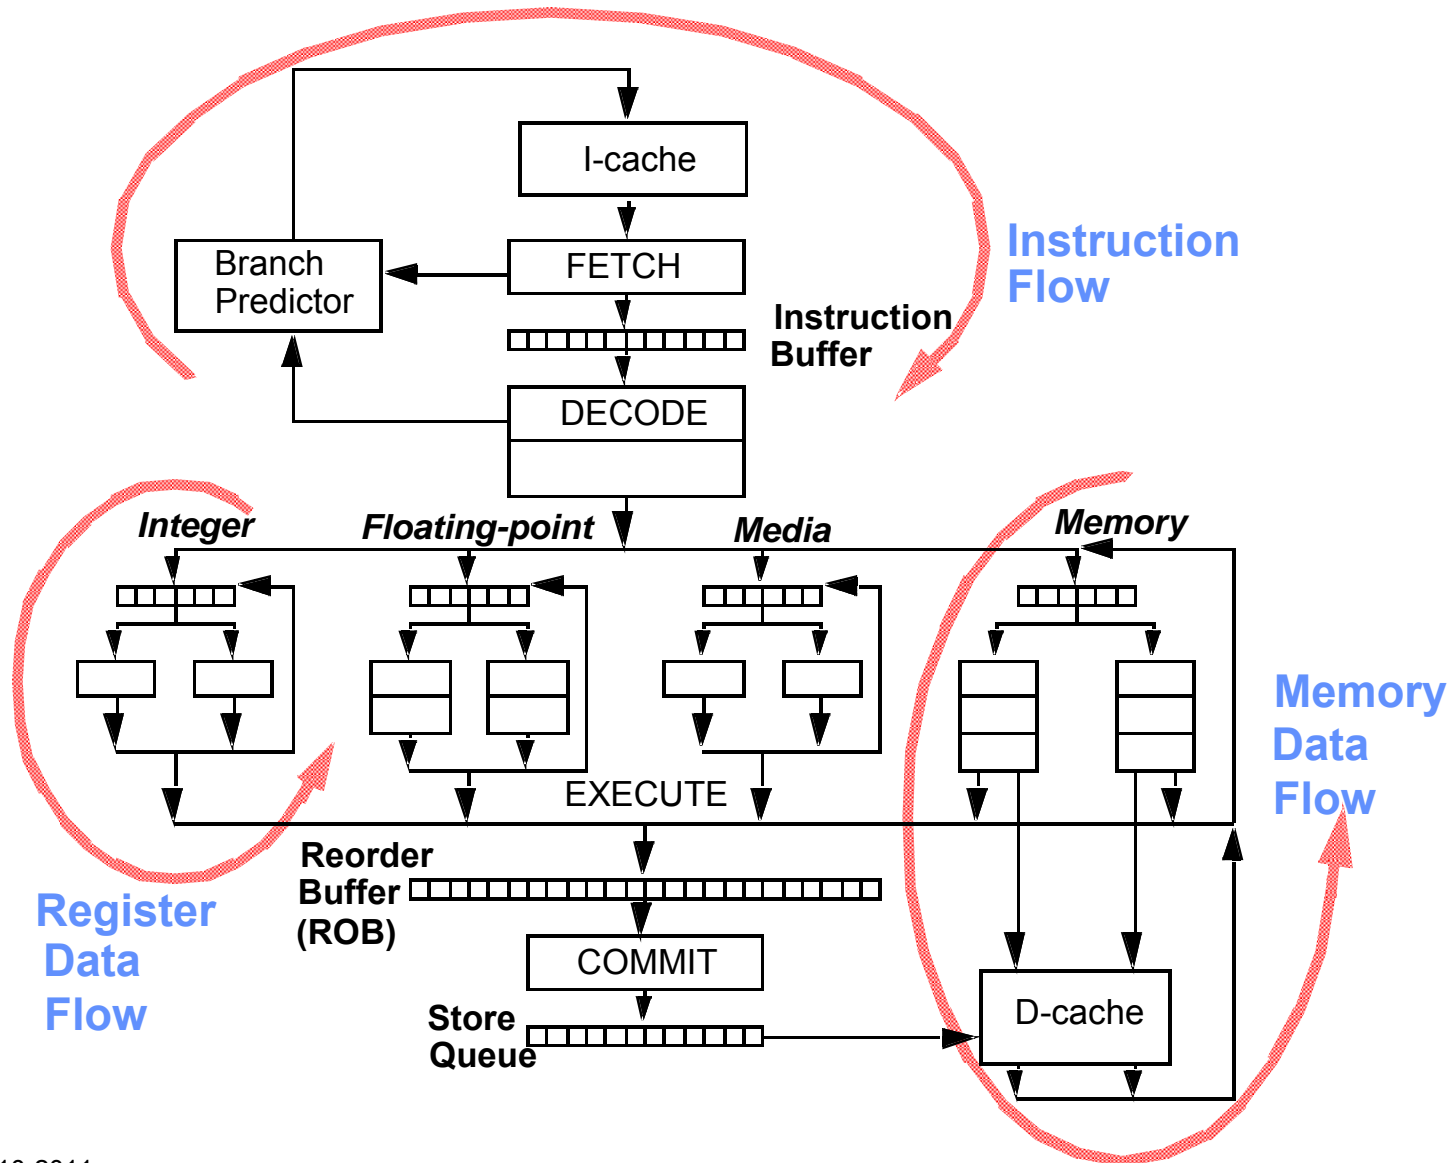 I-cache
Instruction
Flow
Branch
Predictor
FETCH
Instruction
Buffer
DECODE
Integer
Floating-point
Media
Memory
Memory
Data
Flow
EXECUTE
Reorder
Buffer
(ROB)
Register
Data
Flow
COMMIT
Store
Queue
D-cache